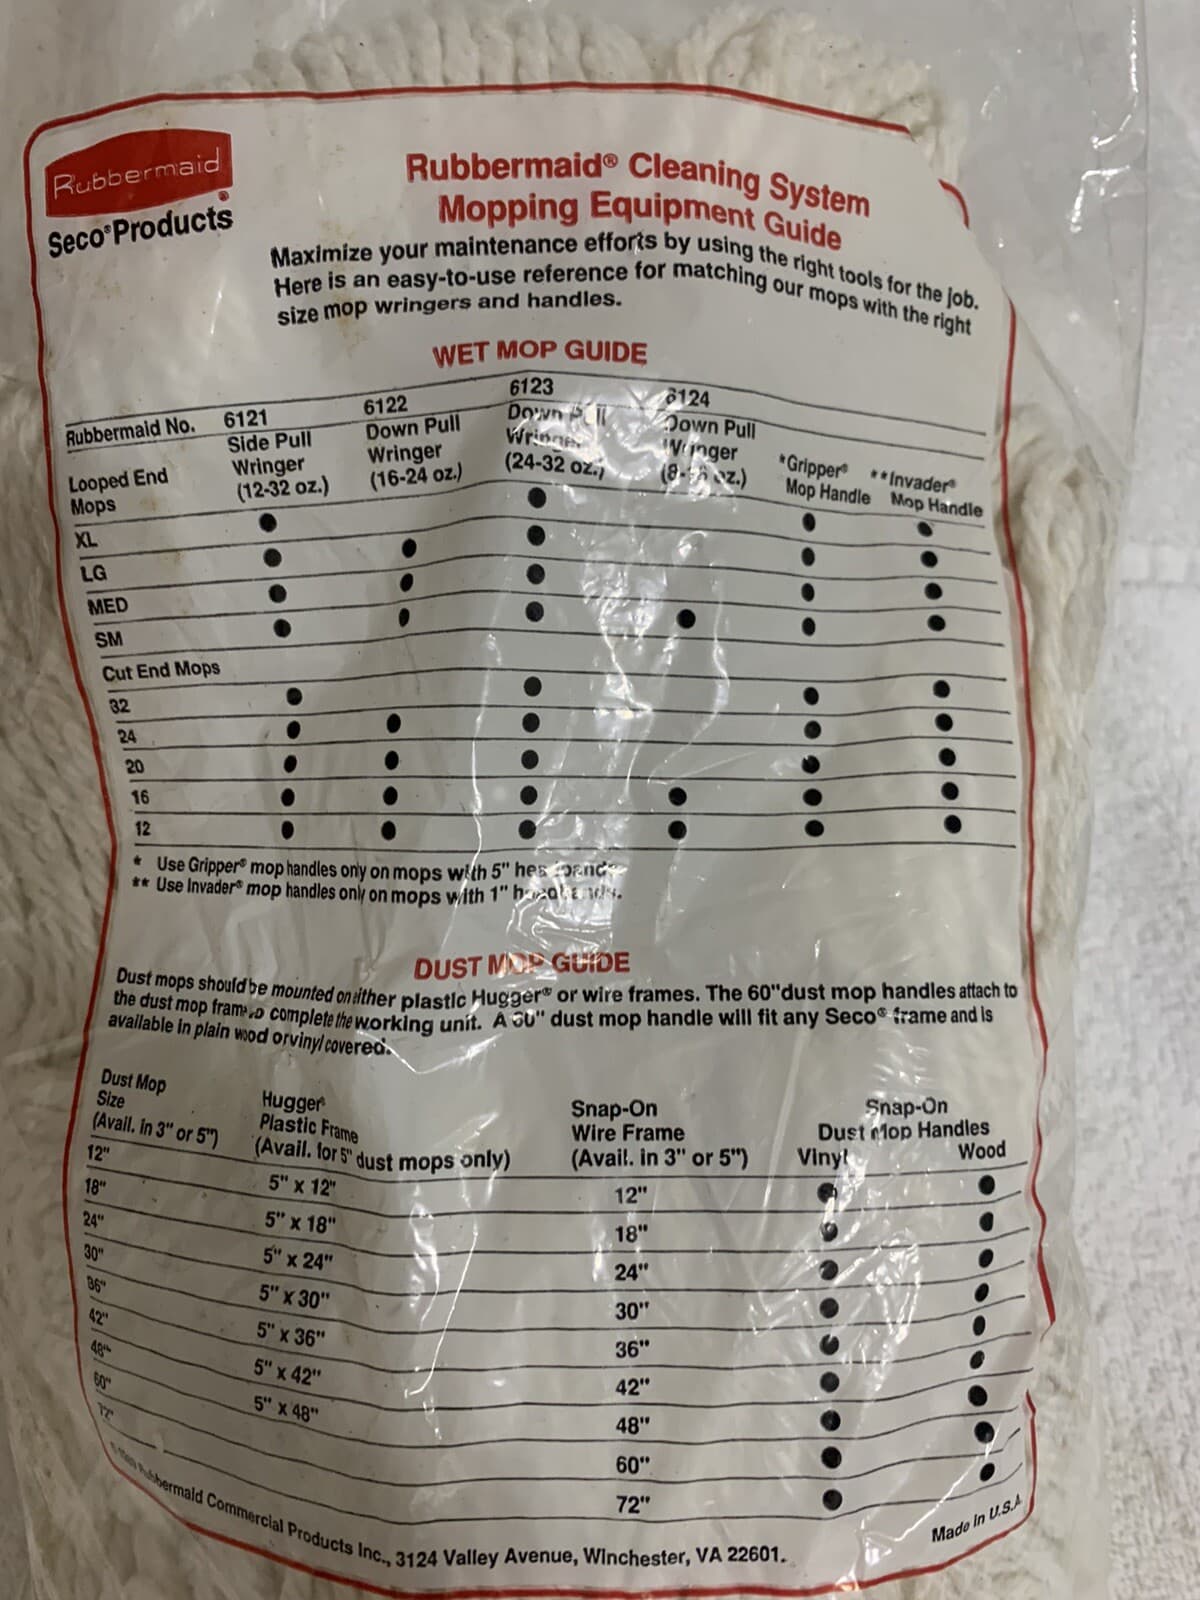 Rubbermaid®
Seco® Products
Rubbermaid® Cleaning System
Mopping Equipment Guide
Maximize your maintenance efforts by using the right tools for the job.
Here is an easy-to-use reference for matching our mops with the right
size mop wringers and handles.
WET MOP GUIDE
Rubbermaid No. 6121 6122 6123 6124
Looped End Mops
Side Pull Wringer (12-32 oz.)
Down Pull Wringer (16-24 oz.)
Down Pull Wringer (24-32 oz.)
Down Pull Wringer
*Gripper® Mop Handle
**Invader® Mop Handle
XL ● ● ● ●
LG ● ● ● ● ●
MED ● ● ● ● ●
SM ● ● ● ● ● ●
Cut End Mops
32 ● ● ● ●
24 ● ● ● ● ●
20 ● ● ● ● ●
16 ● ● ● ● ● ●
12 ● ● ● ● ● ●
* Use Gripper® mop handles only on mops with 5"
** Use Invader® mop handles only on mops with 1" headbands.
DUST MOP GUIDE
Dust mops should be mounted on either plastic Hugger® or wire frames. The 60" dust mop handles attach to
the dust mop frame to complete the working unit. A 60" dust mop handle will fit any Seco® frame and is
available in plain wood or vinyl covered.
Dust Mop Size (Avail. in 3" or 5")
Hugger® Plastic Frame (Avail. for 5" dust mops only)
Snap-On Wire Frame (Avail. in 3" or 5")
Snap-On Dust Mop Handles
Vinyl Wood
12" 5" x 12" 12" ● ●
18" 5" x 18" 18" ● ●
24" 5" x 24" 24" ● ●
30" 5" x 30" 30" ● ●
36" 5" x 36" 36" ● ●
42" 5" x 42" 42" ● ●
48" 5" x 48" 48" ● ●
60" 60" ● ●
72" 72" ● ●
Rubbermaid Commercial Products Inc., 3124 Valley Avenue, Winchester, VA 22601.
Made in U.S.A.